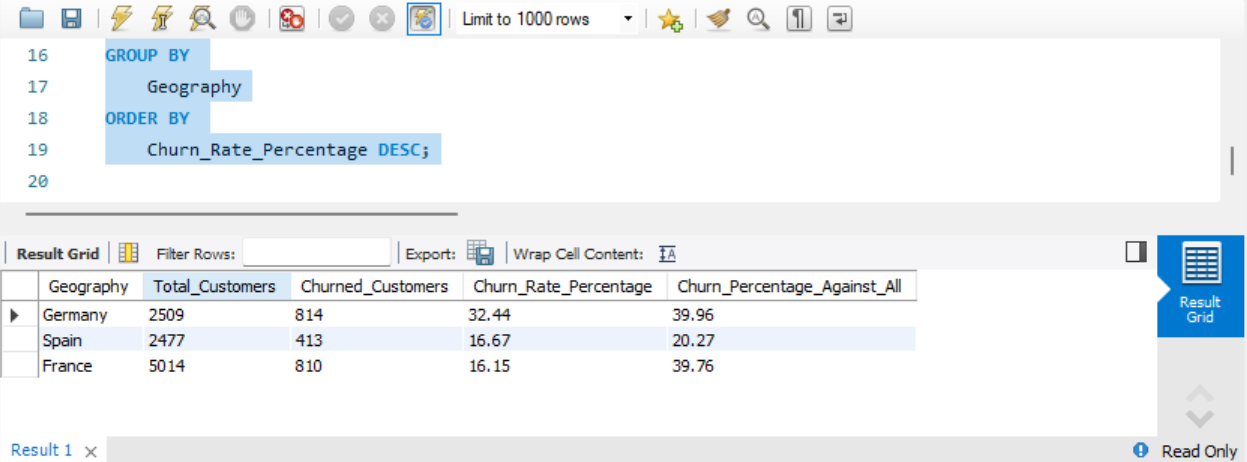 Limit to 1000 rows
16 GROUP BY
17 Geography
18 ORDER BY
19 Churn_Rate_Percentage DESC;
20
Result Grid Filter Rows: Export: Wrap Cell Content: IA
Geography Total_Customers Churned_Customers Churn_Rate_Percentage Churn_Percentage_Against_All
Germany 2509 814 32.44 39.96
Spain 2477 413 16.67 20.27
France 5014 810 16.15 39.76
Result
Grid
Result 1 Read Only